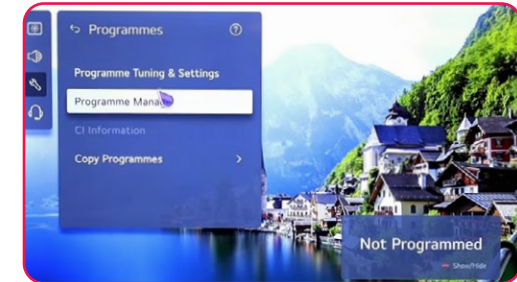 Programmes
Programme Tuning & Settings
Programme Mana
CI Information
Copy Programmes
Not Programmed
Show/Hide